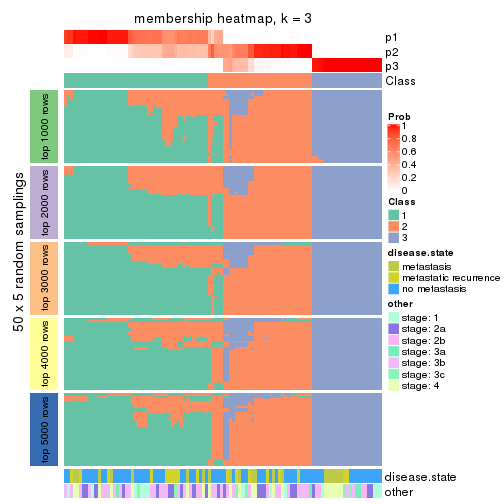 membership heatmap, k = 3
p1
p2
p3
Class
50 x 5 random samplings
top 1000 rows
top 2000 rows
top 3000 rows
top 4000 rows
top 5000 rows
disease.state
other
Prob
1
0.8
0.6
0.4
0.2
0
Class
1
2
3
disease.state
metastasis
metastatic recurrence
no metastasis
other
stage: 1
stage: 2a
stage: 2b
stage: 3a
stage: 3b
stage: 3c
stage: 4